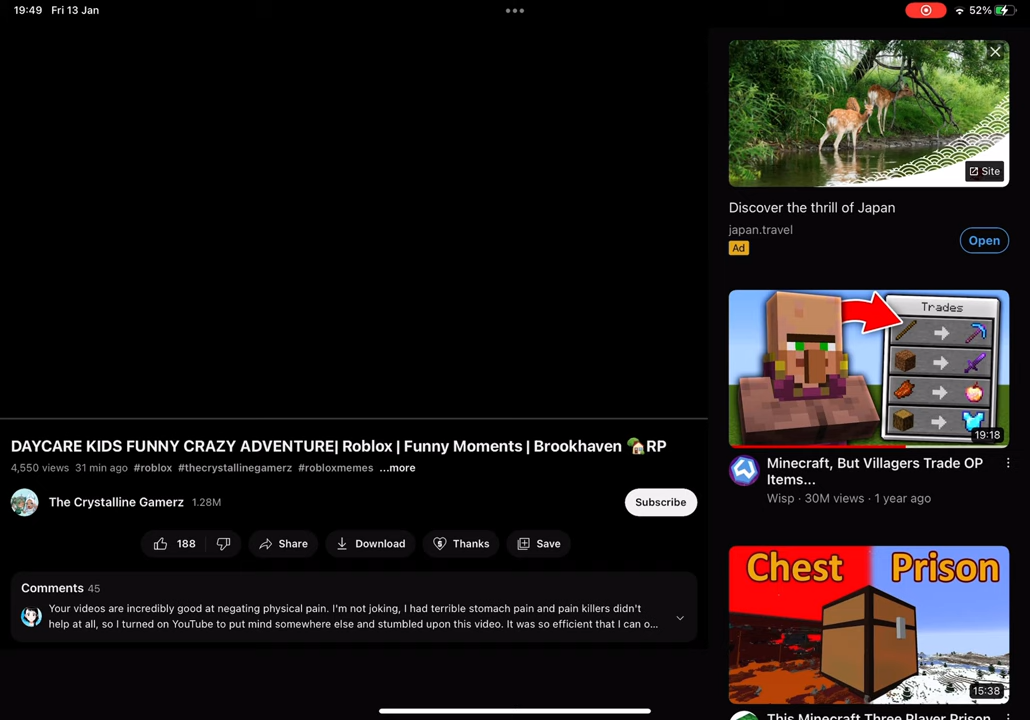 19:49 Fri 13 Jan
52%
Site
Discover the thrill of Japan
japan.travel
Ad
Open
Trades
19:18
Minecraft, But Villagers Trade OP
Items...
Wisp · 30M views · 1 year ago
Chest Prison
15:38
This Minecraft Three Player Prison
DAYCARE KIDS FUNNY CRAZY ADVENTURE| Roblox | Funny Moments | Brookhaven 🏡RP
4,550 views 31 min ago #roblox #thecrystallinegamerz #robloxmemes ...more
The Crystalline Gamerz 1.28M
Subscribe
188
Share
Download
Thanks
Save
Comments 45
Your videos are incredibly good at negating physical pain. I'm not joking, I had terrible stomach pain and pain killers didn't
help at all, so I turned on YouTube to put mind somewhere else and stumbled upon this video. It was so efficient that I can o...